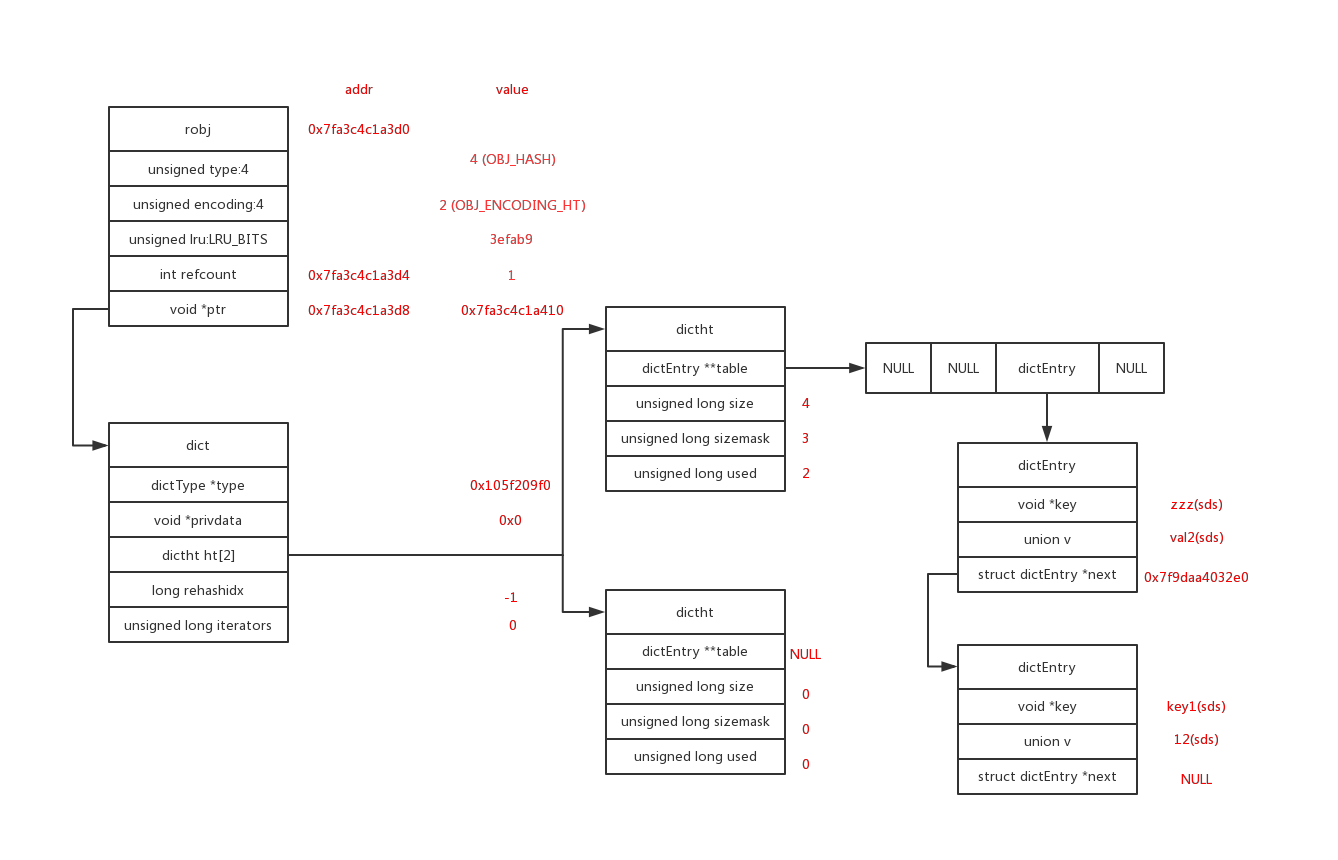 addr value
robj 0x7fa3c4c1a3d0
unsigned type:4 4 (OBJ_HASH)
unsigned encoding:4 2 (OBJ_ENCODING_HT)
unsigned lru:LRU_BITS 3efab9
int refcount 0x7fa3c4c1a3d4 1
void *ptr 0x7fa3c4c1a3d8 0x7fa3c4c1a410
dict
dictType *type 0x105f209f0
void *privdata 0x0
dictht ht[2]
long rehashidx -1
unsigned long iterators 0
dictht
dictEntry **table
unsigned long size 4
unsigned long sizemask 3
unsigned long used 2
NULL NULL dictEntry NULL
dictEntry
void *key zzz(sds)
union v val2(sds)
struct dictEntry *next 0x7f9daa4032e0
dictht
dictEntry **table NULL
unsigned long size 0
unsigned long sizemask 0
unsigned long used 0
dictEntry
void *key key1(sds)
union v 12(sds)
struct dictEntry *next NULL